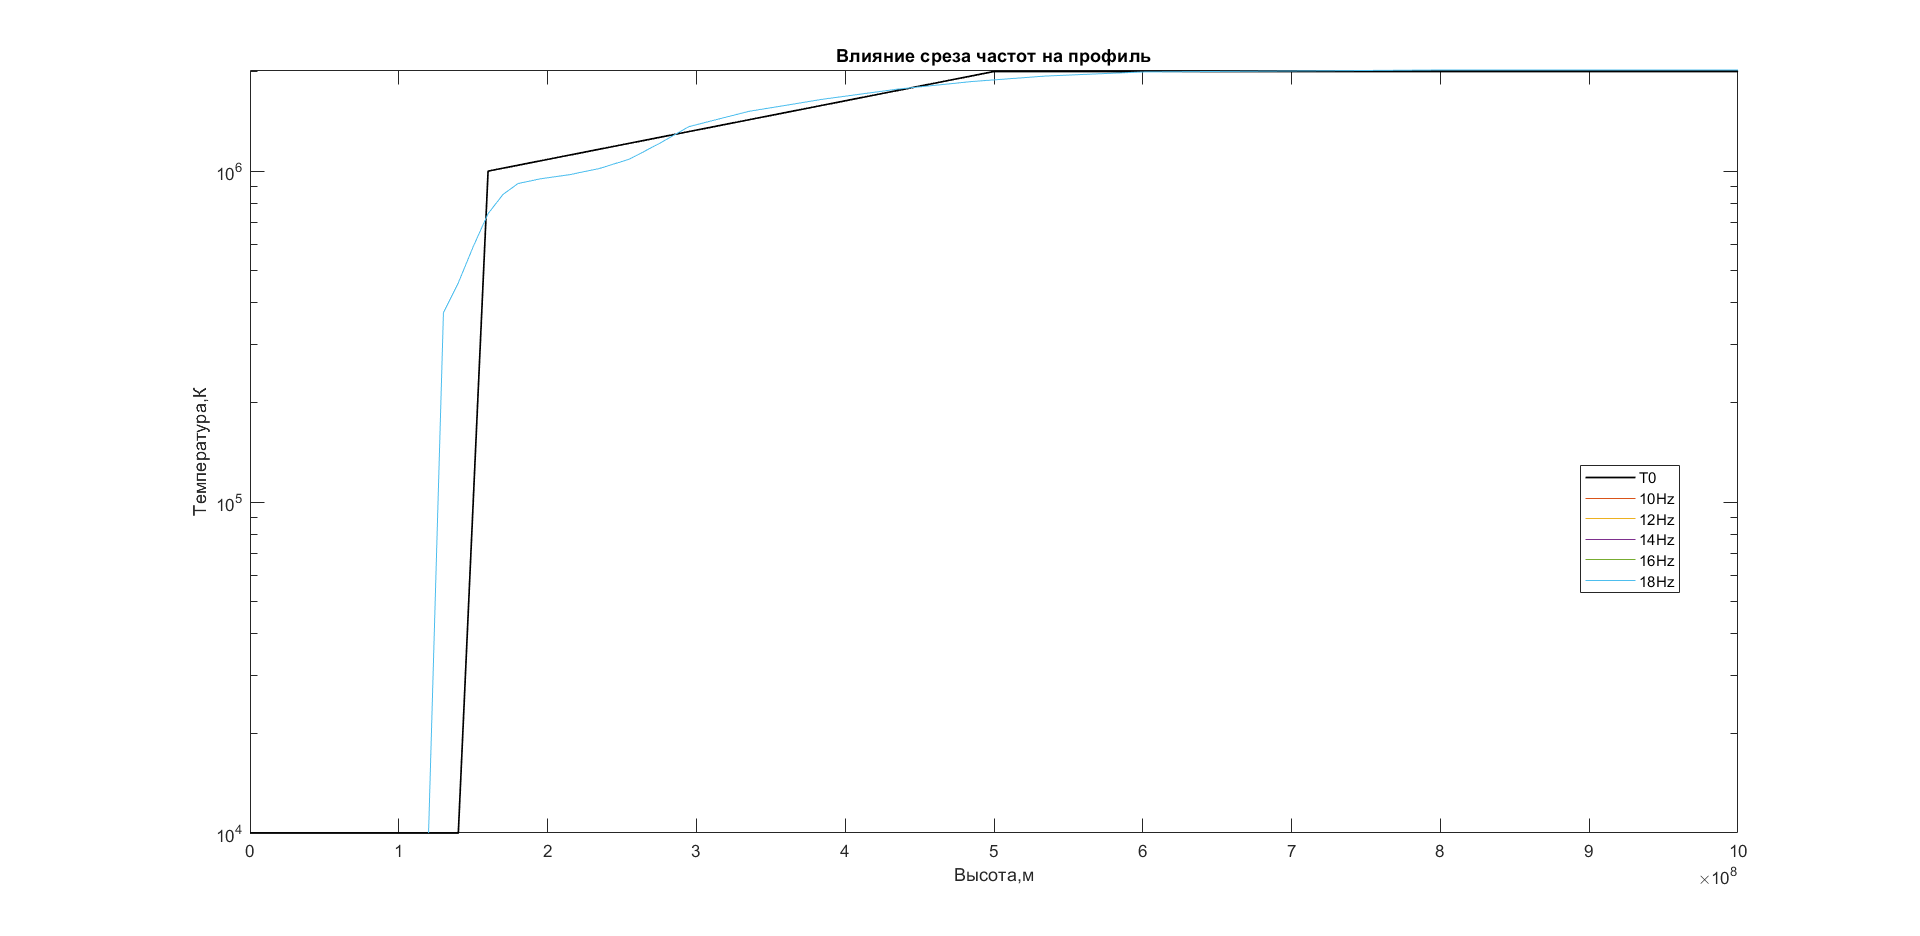 Влияние среза частот на профиль
10^6
10^5
10^4
Температура,К
0 1 2 3 4 5 6 7 8 9 10
Высота,м
×10^8
T0
10Hz
12Hz
14Hz
16Hz
18Hz